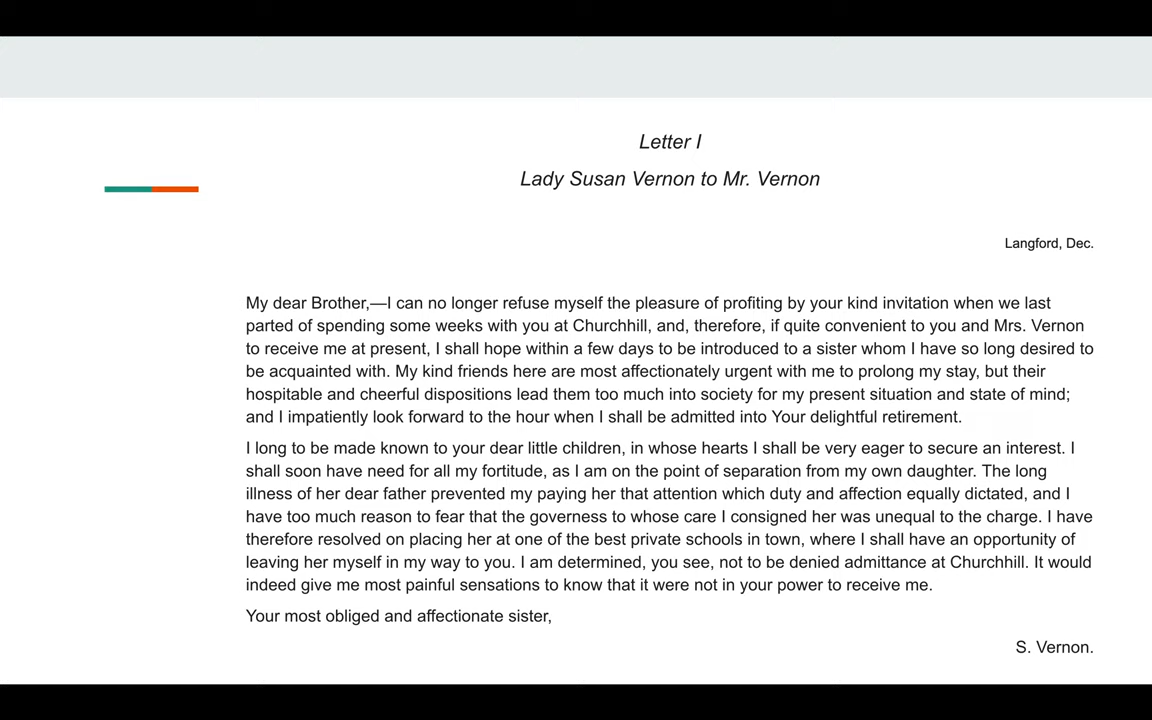 Letter I
Lady Susan Vernon to Mr. Vernon
Langford, Dec.
My dear Brother,—I can no longer refuse myself the pleasure of profiting by your kind invitation when we last
parted of spending some weeks with you at Churchhill, and, therefore, if quite convenient to you and Mrs. Vernon
to receive me at present, I shall hope within a few days to be introduced to a sister whom I have so long desired to
be acquainted with. My kind friends here are most affectionately urgent with me to prolong my stay, but their
hospitable and cheerful dispositions lead them too much into society for my present situation and state of mind;
and I impatiently look forward to the hour when I shall be admitted into Your delightful retirement.
I long to be made known to your dear little children, in whose hearts I shall be very eager to secure an interest. I
shall soon have need for all my fortitude, as I am on the point of separation from my own daughter. The long
illness of her dear father prevented my paying her that attention which duty and affection equally dictated, and I
have too much reason to fear that the governess to whose care I consigned her was unequal to the charge. I have
therefore resolved on placing her at one of the best private schools in town, where I shall have an opportunity of
leaving her myself in my way to you. I am determined, you see, not to be denied admittance at Churchhill. It would
indeed give me most painful sensations to know that it were not in your power to receive me.
Your most obliged and affectionate sister,
S. Vernon.